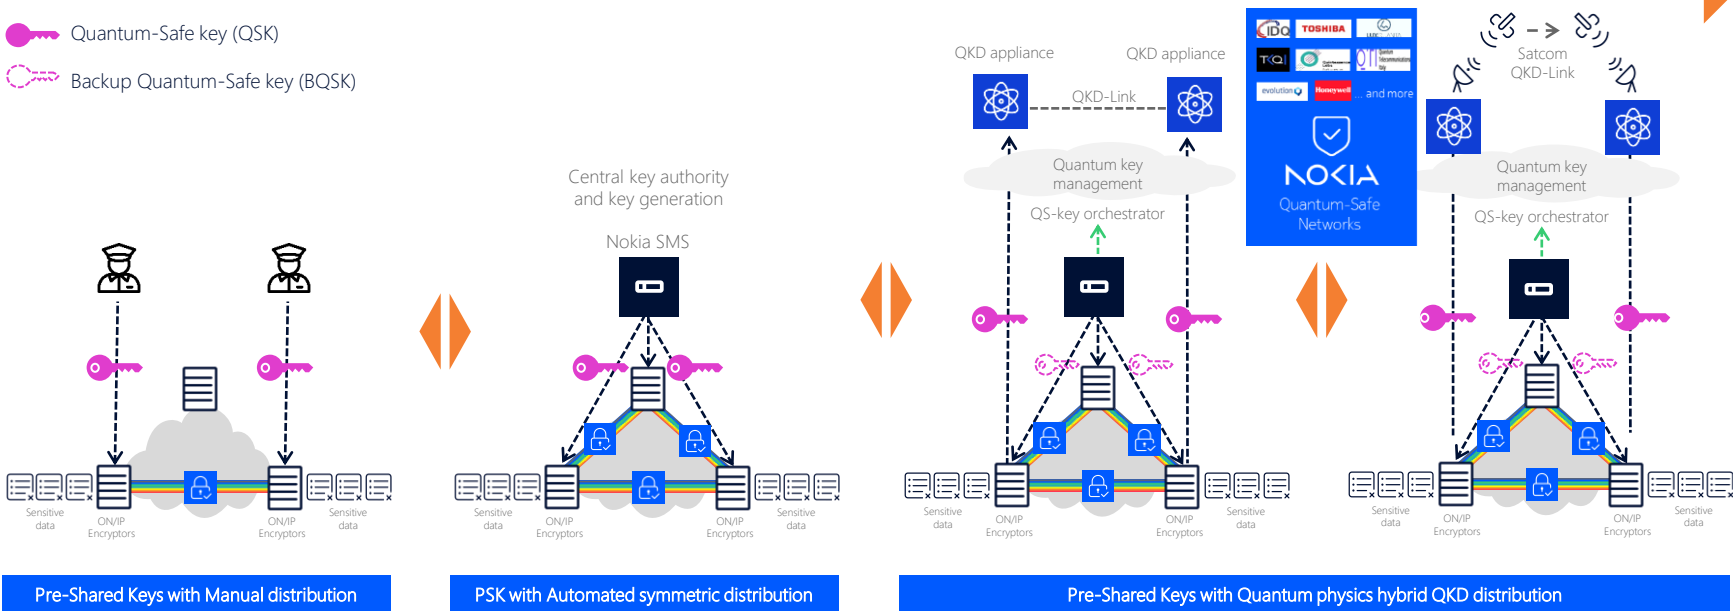 Quantum-Safe key (QSK)
Backup Quantum-Safe key (BQSK)
Sensitive
data
ON/IP
Encryptors
ON/IP
Encryptors
Sensitive
data
Pre-Shared Keys with Manual distribution
Central key authority
and key generation
Nokia SMS
Sensitive
data
ON/IP
Encryptors
ON/IP
Encryptors
Sensitive
data
PSK with Automated symmetric distribution
QKD appliance
QKD appliance
QKD-Link
Quantum key
management
QS-key orchestrator
Sensitive
data
ON/IP
Encryptors
ON/IP
Encryptors
Sensitive
data
IDQ
TOSHIBA
evolutionQ
Honeywell
... and more
NOKIA
Quantum-Safe
Networks
Satcom
QKD-Link
Quantum key
management
QS-key orchestrator
Sensitive
data
ON/IP
Encryptors
ON/IP
Encryptors
Sensitive
data
Pre-Shared Keys with Quantum physics hybrid QKD distribution